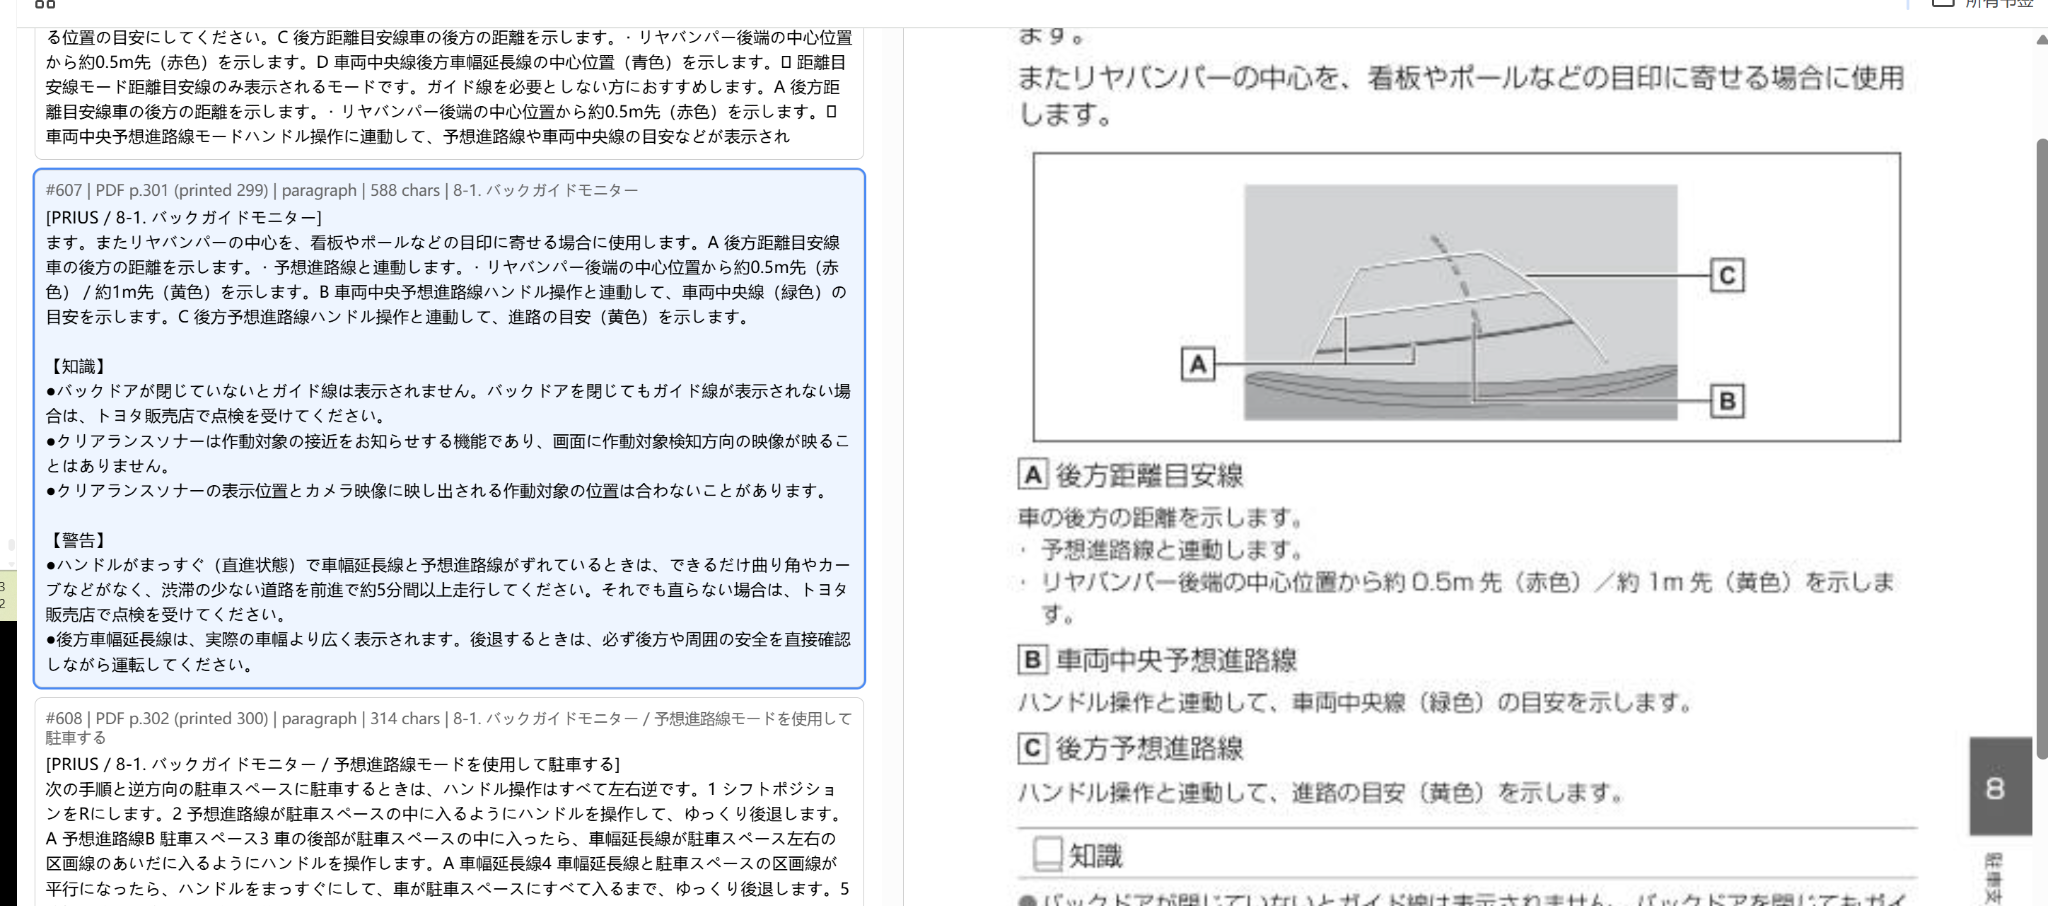 所有书签
る位置の目安にしてください。C 後方距離目安線車の後方の距離を示します。· リヤバンパー後端の中心位置
から約0.5m先（赤色）を示します。D 車両中央線後方車幅延長線の中心位置（青色）を示します。▯ 距離目
安線モード距離目安線のみ表示されるモードです。ガイド線を必要としない方におすすめします。A 後方距
離目安線車の後方の距離を示します。· リヤバンパー後端の中心位置から約0.5m先（赤色）を示します。▯
車両中央予想進路線モードハンドル操作に連動して、予想進路線や車両中央線の目安などが表示され
#607 | PDF p.301 (printed 299) | paragraph | 588 chars | 8-1. バックガイドモニター
[PRIUS / 8-1. バックガイドモニター]
ます。またリヤバンパーの中心を、看板やポールなどの目印に寄せる場合に使用します。A 後方距離目安線
車の後方の距離を示します。· 予想進路線と連動します。· リヤバンパー後端の中心位置から約0.5m先（赤
色）/ 約1m先（黄色）を示します。B 車両中央予想進路線ハンドル操作と連動して、車両中央線（緑色）の
目安を示します。C 後方予想進路線ハンドル操作と連動して、進路の目安（黄色）を示します。
【知識】
●バックドアが閉じていないとガイド線は表示されません。バックドアを閉じてもガイド線が表示されない場
合は、トヨタ販売店で点検を受けてください。
●クリアランスソナーは作動対象の接近をお知らせする機能であり、画面に作動対象検知方向の映像が映るこ
とはありません。
●クリアランスソナーの表示位置とカメラ映像に映し出される作動対象の位置は合わないことがあります。
【警告】
●ハンドルがまっすぐ（直進状態）で車幅延長線と予想進路線がずれているときは、できるだけ曲り角やカー
ブなどがなく、渋滞の少ない道路を前進で約5分間以上走行してください。それでも直らない場合は、トヨタ
販売店で点検を受けてください。
●後方車幅延長線は、実際の車幅より広く表示されます。後退するときは、必ず後方や周囲の安全を直接確認
しながら運転してください。
#608 | PDF p.302 (printed 300) | paragraph | 314 chars | 8-1. バックガイドモニター / 予想進路線モードを使用して
駐車する
[PRIUS / 8-1. バックガイドモニター / 予想進路線モードを使用して駐車する]
次の手順と逆方向の駐車スペースに駐車するときは、ハンドル操作はすべて左右逆です。1 シフトポジショ
ンをRにします。2 予想進路線が駐車スペースの中に入るようにハンドルを操作して、ゆっくり後退します。
A 予想進路線B 駐車スペース3 車の後部が駐車スペースの中に入ったら、車幅延長線が駐車スペース左右の
区画線のあいだに入るようにハンドルを操作します。A 車幅延長線4 車幅延長線と駐車スペースの区画線が
平行になったら、ハンドルをまっすぐにして、車が駐車スペースにすべて入るまで、ゆっくり後退します。5
ます。
またリヤバンパーの中心を、看板やポールなどの目印に寄せる場合に使用
します。
C
A
B
A 後方距離目安線
車の後方の距離を示します。
· 予想進路線と連動します。
· リヤバンパー後端の中心位置から約 0.5m 先（赤色）／約 1m 先（黄色）を示しま
す。
B 車両中央予想進路線
ハンドル操作と連動して、車両中央線（緑色）の目安を示します。
C 後方予想進路線
ハンドル操作と連動して、進路の目安（黄色）を示します。
知識
●バックドアが閉じていないとガイド線は表示されません。バックドアを閉じてもガイ
8
駐車支